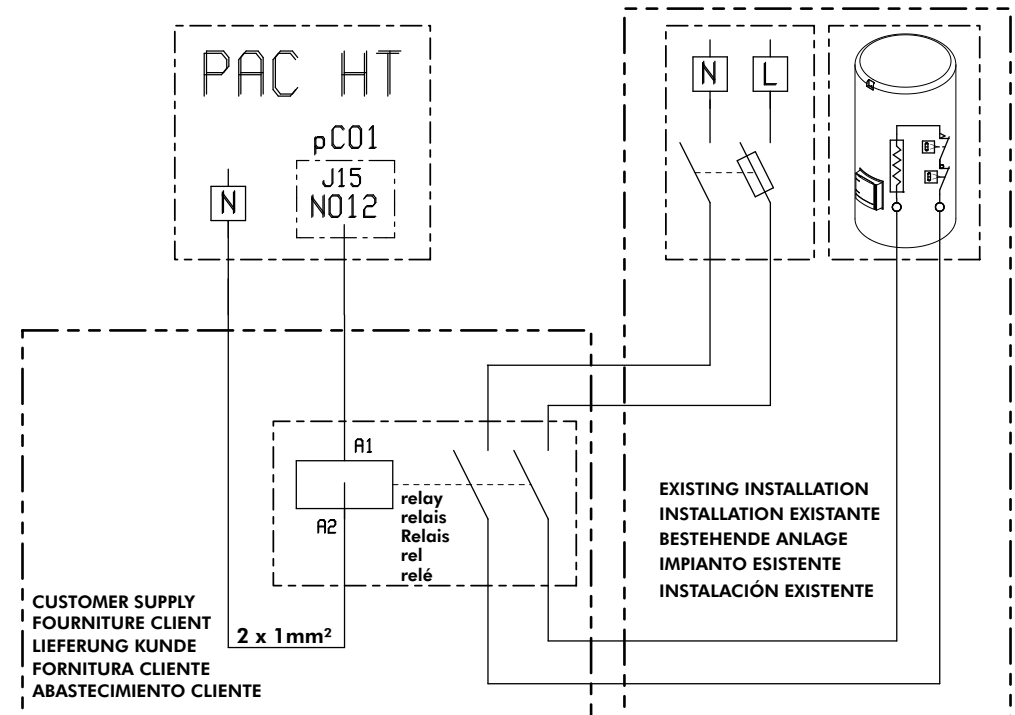 PAC HT
pCO1
J15
NO12
N
N
L
A1
A2
relay
relais
Relais
rel
relé
2 x 1mm²
CUSTOMER SUPPLY
FOURNITURE CLIENT
LIEFERUNG KUNDE
FORNITURA CLIENTE
ABASTECIMIENTO CLIENTE
EXISTING INSTALLATION
INSTALLATION EXISTANTE
BESTEHENDE ANLAGE
IMPIANTO ESISTENTE
INSTALACIÓN EXISTENTE